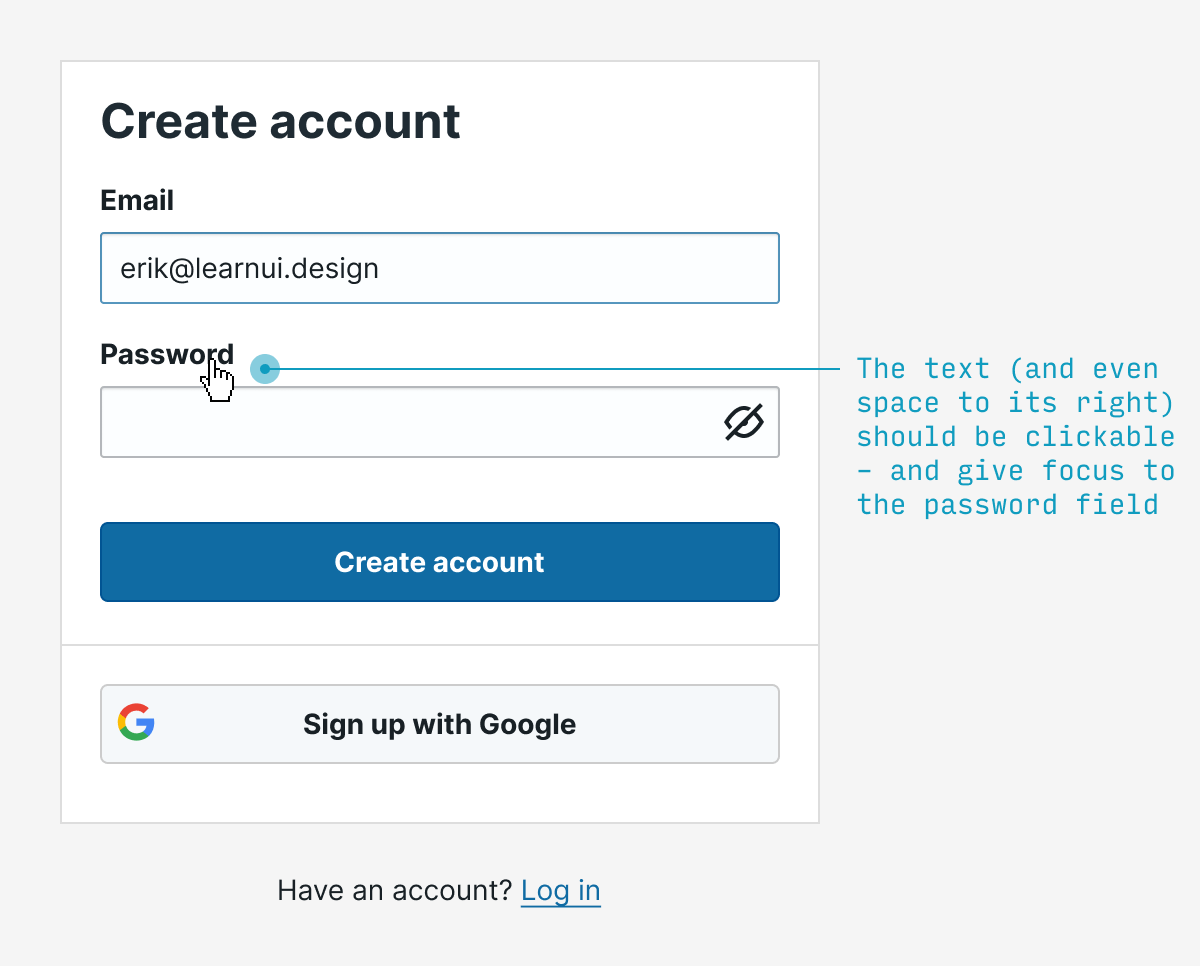 Create account
Email
erik@learnui.design
Password
The text (and even
space to its right)
should be clickable
– and give focus to
the password field
Create account
Sign up with Google
Have an account? Log in